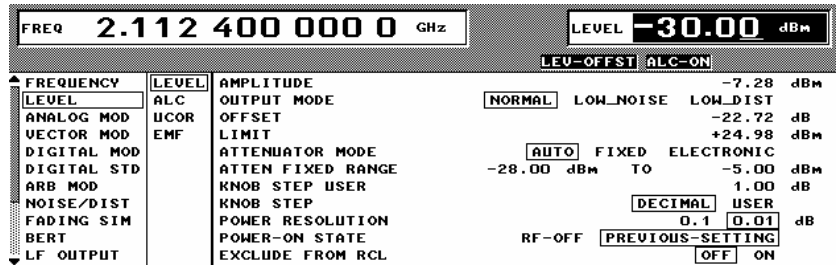 FREQ 2.112 400 000 0 GHz LEVEL -30.00 dBm
LEV-OFFST ALC-ON
FREQUENCY LEVEL AMPLITUDE -7.28 dBm
LEVEL ALC OUTPUT MODE NORMAL LOW_NOISE LOW_DIST
ANALOG MOD UCOR OFFSET -22.72 dB
VECTOR MOD EMF LIMIT +24.98 dBm
DIGITAL MOD ATTENUATOR MODE AUTO FIXED ELECTRONIC
DIGITAL STD ATTEN FIXED RANGE -28.00 dBm TO -5.00 dBm
ARB MOD KNOB STEP USER 1.00 dB
NOISE/DIST KNOB STEP DECIMAL USER
FADING SIM POWER RESOLUTION 0.1 0.01 dB
BERT POWER-ON STATE RF-OFF PREVIOUS-SETTING
LF OUTPUT EXCLUDE FROM RCL OFF ON